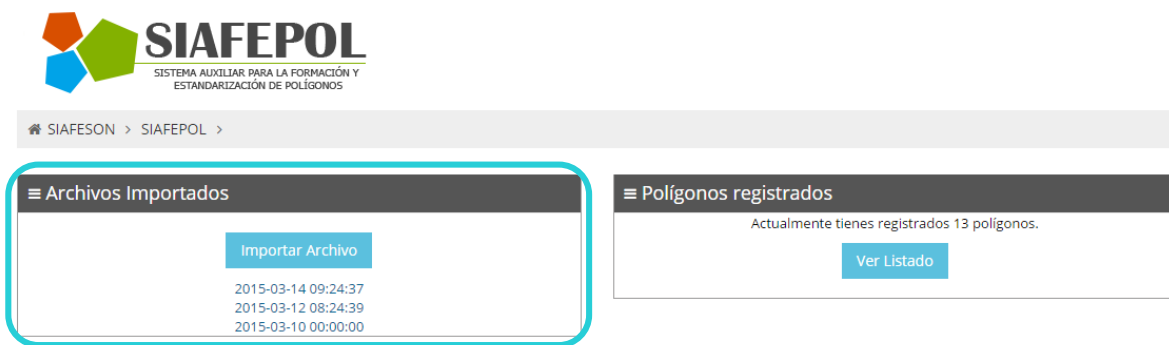 SIAFEPOL
SISTEMA AUXILIAR PARA LA FORMACIÓN Y
ESTANDARIZACIÓN DE POLÍGONOS
SIAFESON > SIAFEPOL >
Archivos Importados
Importar Archivo
2015-03-14 09:24:37
2015-03-12 08:24:39
2015-03-10 00:00:00
Polígonos registrados
Actualmente tienes registrados 13 polígonos.
Ver Listado